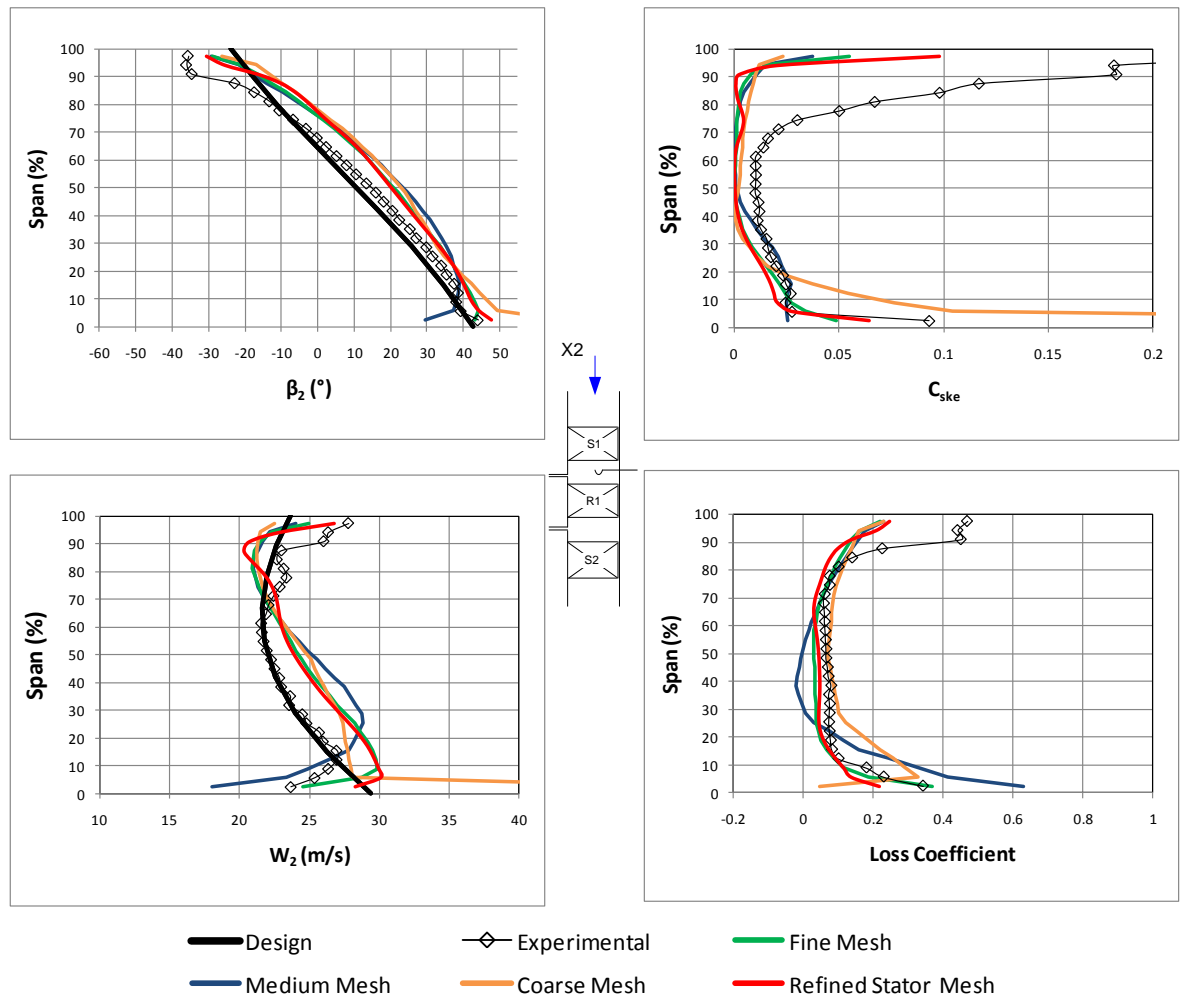 100
90
80
70
60
50
40
30
20
10
0
Span (%)
-60 -50 -40 -30 -20 -10 0 10 20 30 40 50
β₂ (°)
100
90
80
70
60
50
40
30
20
10
0
Span (%)
0 0.05 0.1 0.15 0.2
Cske
X2
S1
R1
S2
100
90
80
70
60
50
40
30
20
10
0
Span (%)
10 15 20 25 30 35 40
W₂ (m/s)
100
90
80
70
60
50
40
30
20
10
0
Span (%)
-0.2 0 0.2 0.4 0.6 0.8 1
Loss Coefficient
Design Experimental Fine Mesh
Medium Mesh Coarse Mesh Refined Stator Mesh